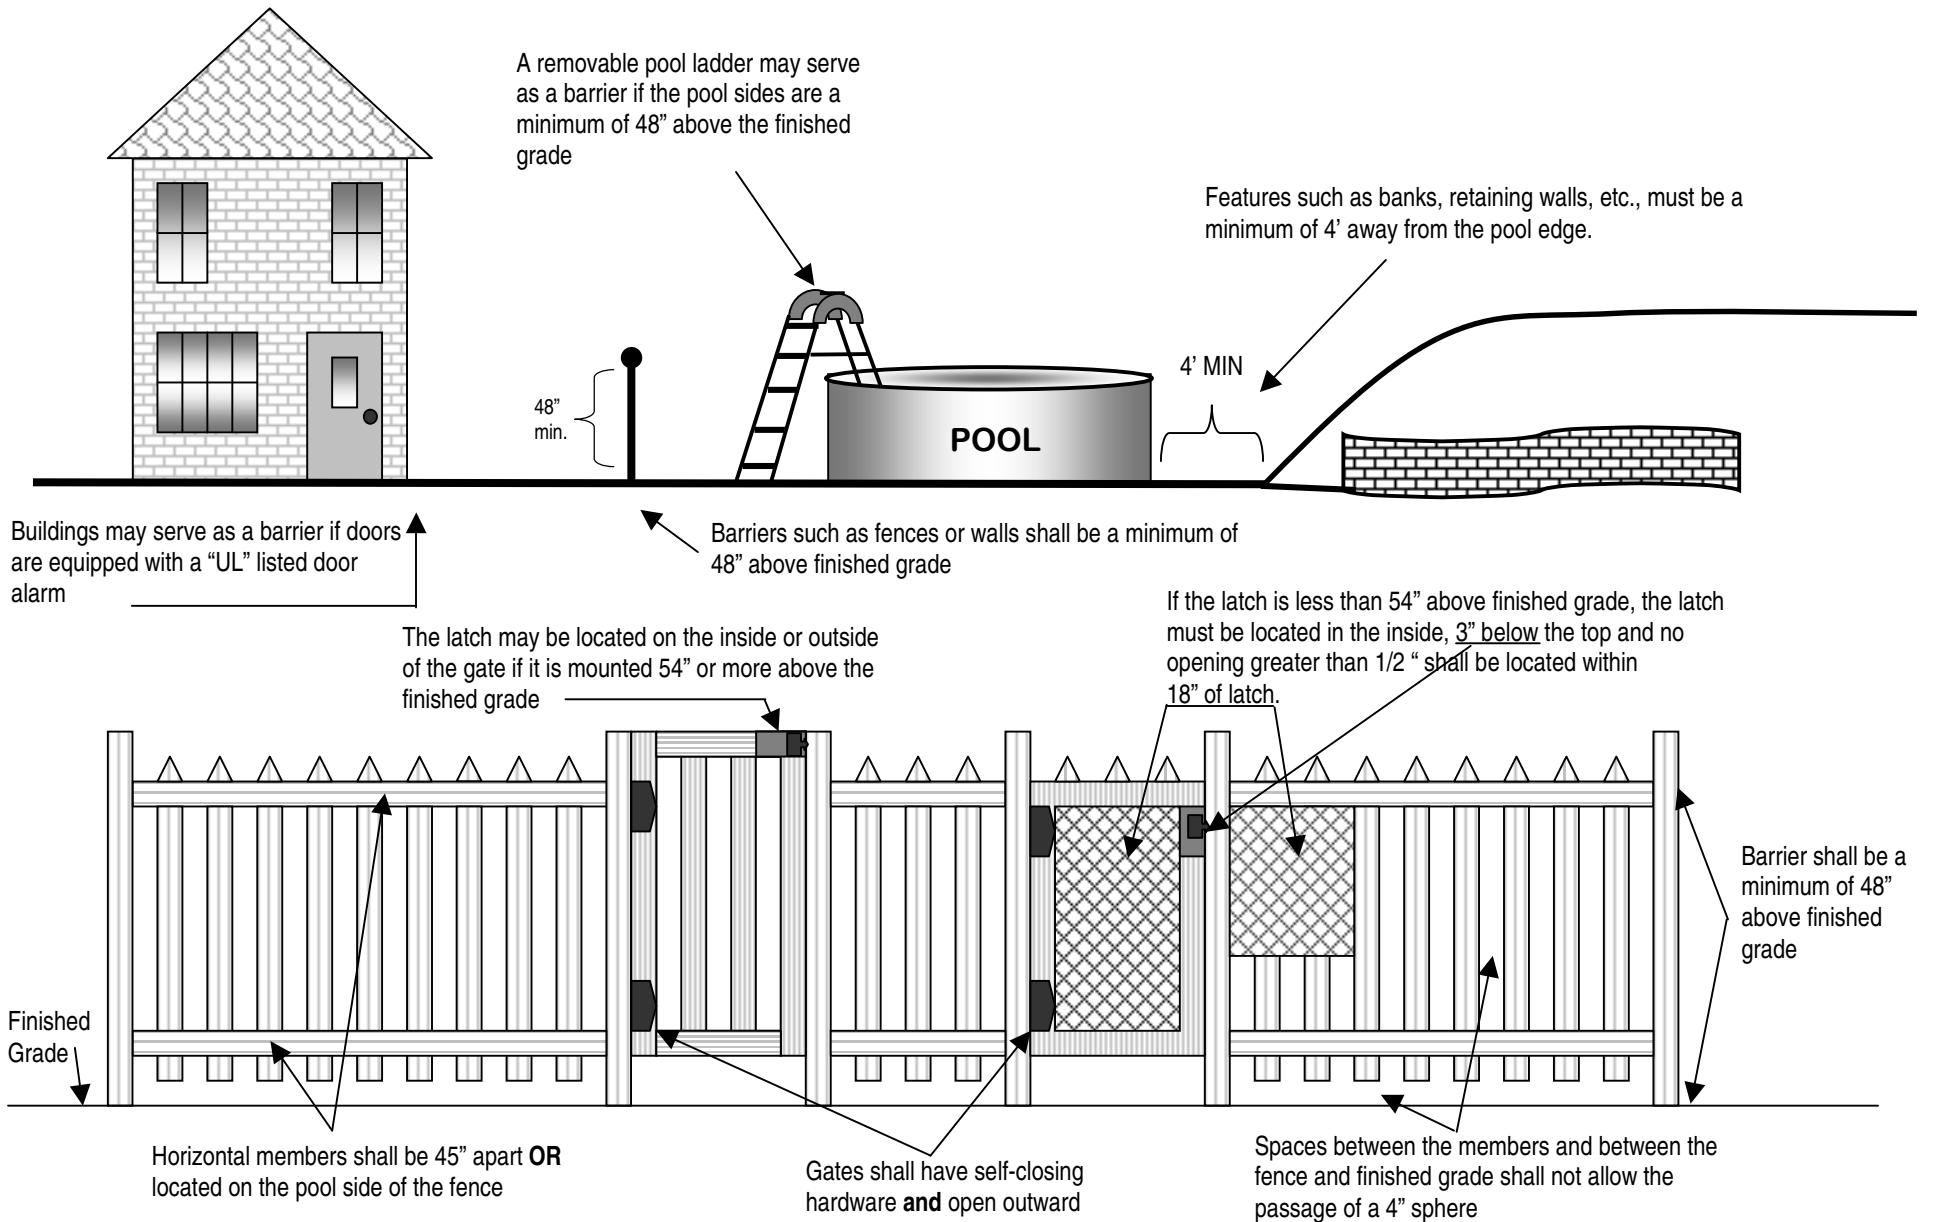 A removable pool ladder may serve
as a barrier if the pool sides are a
minimum of 48” above the finished
grade
Features such as banks, retaining walls, etc., must be a
minimum of 4’ away from the pool edge.
48”
min.
POOL
4’ MIN
Buildings may serve as a barrier if doors
are equipped with a “UL” listed door
alarm
Barriers such as fences or walls shall be a minimum of
48” above finished grade
The latch may be located on the inside or outside
of the gate if it is mounted 54” or more above the
finished grade
If the latch is less than 54” above finished grade, the latch
must be located in the inside, 3” below the top and no
opening greater than 1/2 “ shall be located within
18” of latch.
Barrier shall be a
minimum of 48”
above finished
grade
Finished
Grade
Horizontal members shall be 45” apart OR
located on the pool side of the fence
Gates shall have self-closing
hardware and open outward
Spaces between the members and between the
fence and finished grade shall not allow the
passage of a 4” sphere